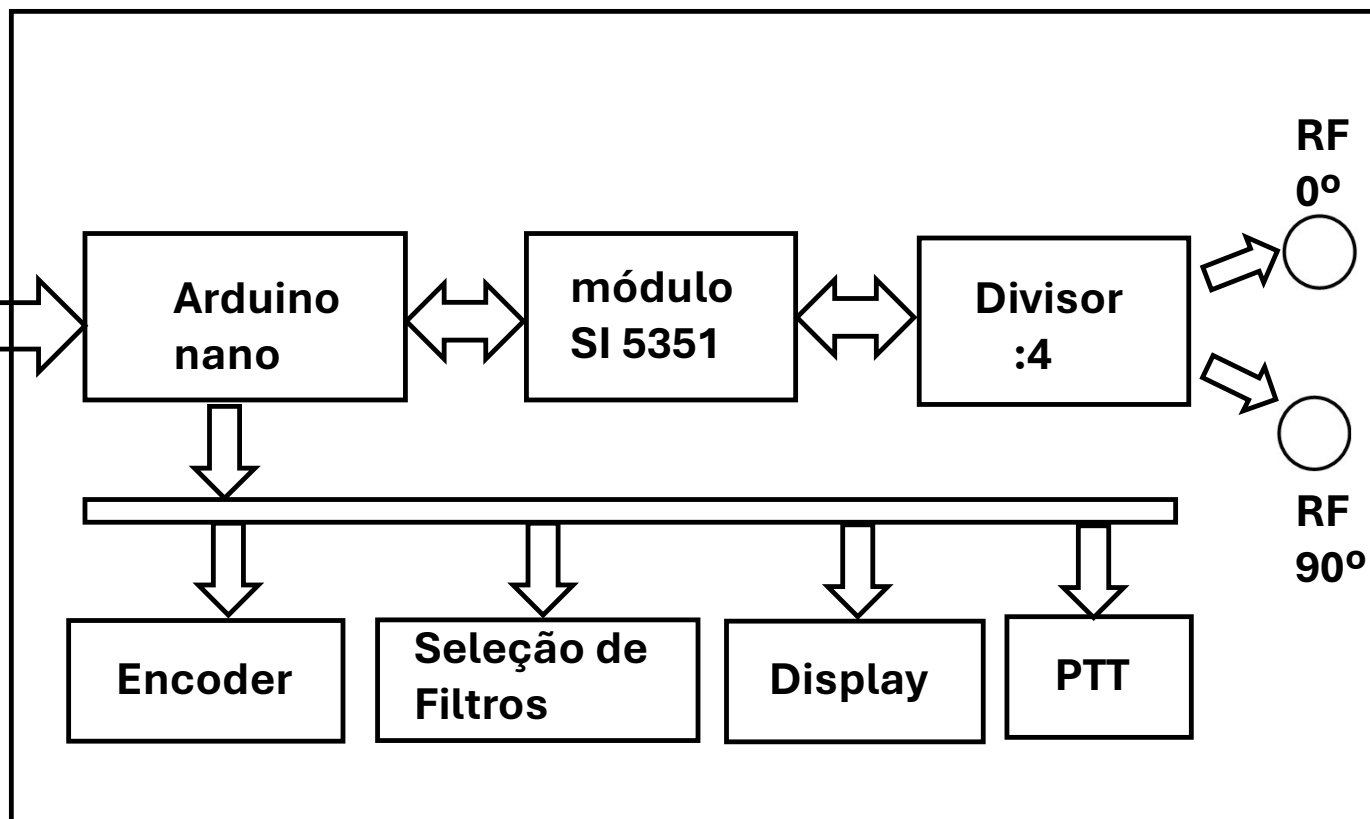 RF
0º
Arduino
nano
módulo
SI 5351
Divisor
:4
RF
90º
Encoder
Seleção de
Filtros
Display
PTT